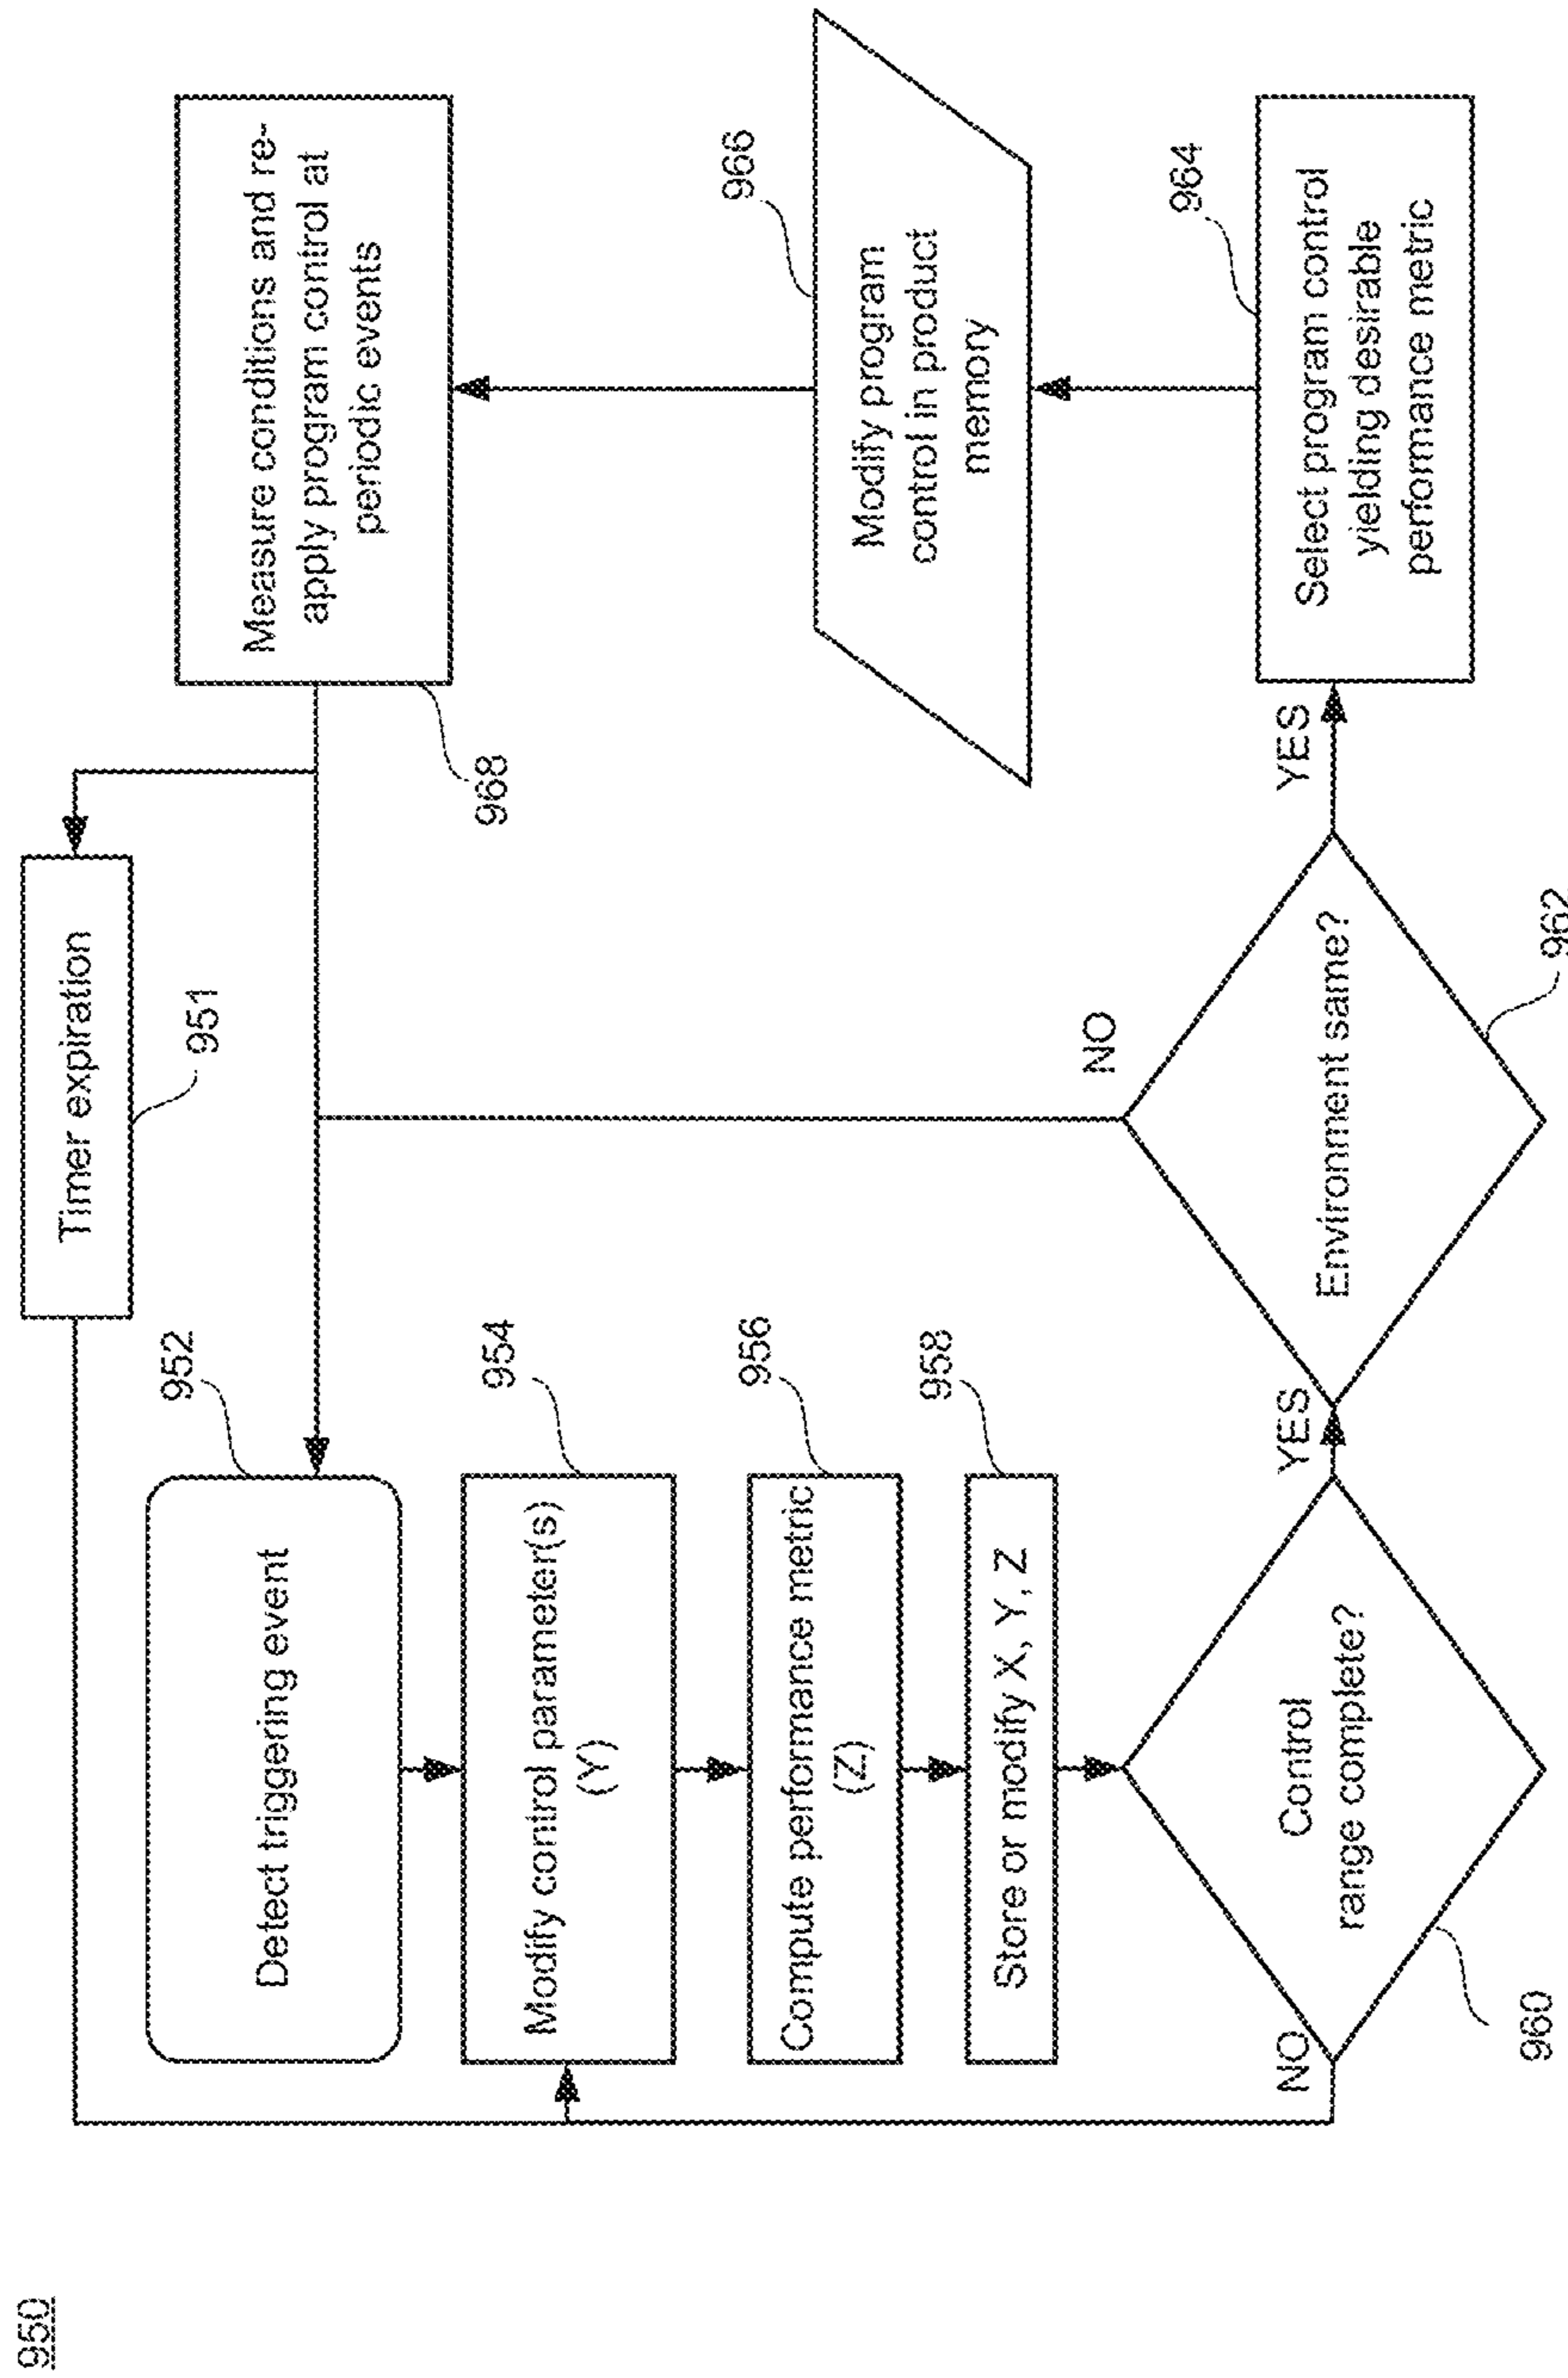 950
Timer expiration
951
Detect triggering event
952
Modify control parameter(s)
(Y)
954
Compute performance metric
(Z)
956
Store or modify X, Y, Z
958
Control
range complete?
960
NO
YES
Environment same?
962
NO
YES
Select program control
yielding desirable
performance metric
964
Modify program
control in product
memory
966
Measure conditions and re-
apply program control at
periodic events
968